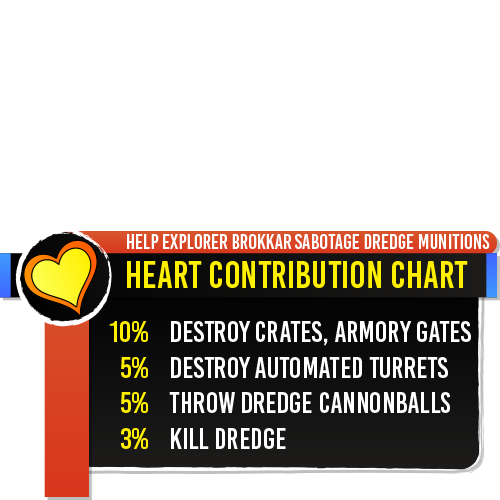 HELP EXPLORER BROKKAR SABOTAGE DREDGE MUNITIONS
HEART CONTRIBUTION CHART
10% DESTROY CRATES, ARMORY GATES
5% DESTROY AUTOMATED TURRETS
5% THROW DREDGE CANNONBALLS
3% KILL DREDGE